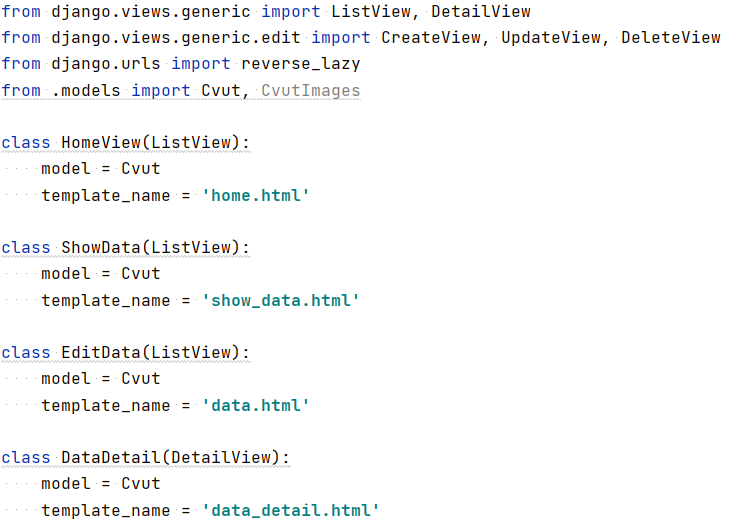 from django.views.generic import ListView, DetailView
from django.views.generic.edit import CreateView, UpdateView, DeleteView
from django.urls import reverse_lazy
from .models import Cvut, CvutImages
class HomeView(ListView):
    model = Cvut
    template_name = 'home.html'
class ShowData(ListView):
    model = Cvut
    template_name = 'show_data.html'
class EditData(ListView):
    model = Cvut
    template_name = 'data.html'
class DataDetail(DetailView):
    model = Cvut
    template_name = 'data_detail.html'